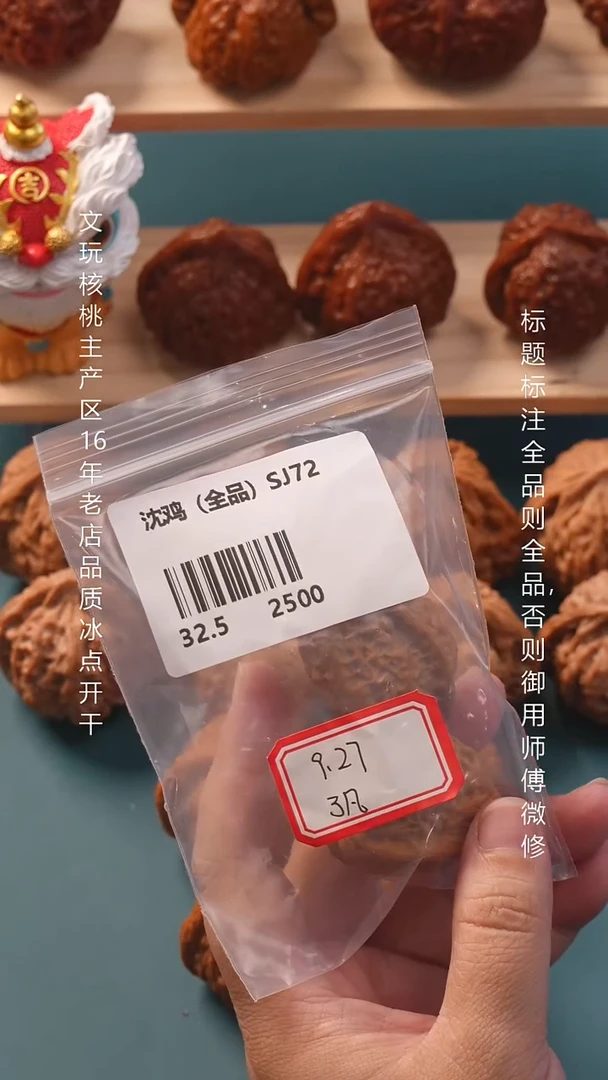 文玩核桃主产区16年老店品质冰点开干
标题标注全品则全品,否则御用师傅微修
吉
沈鸡（全品）SJ72
32.5 2500
9.27